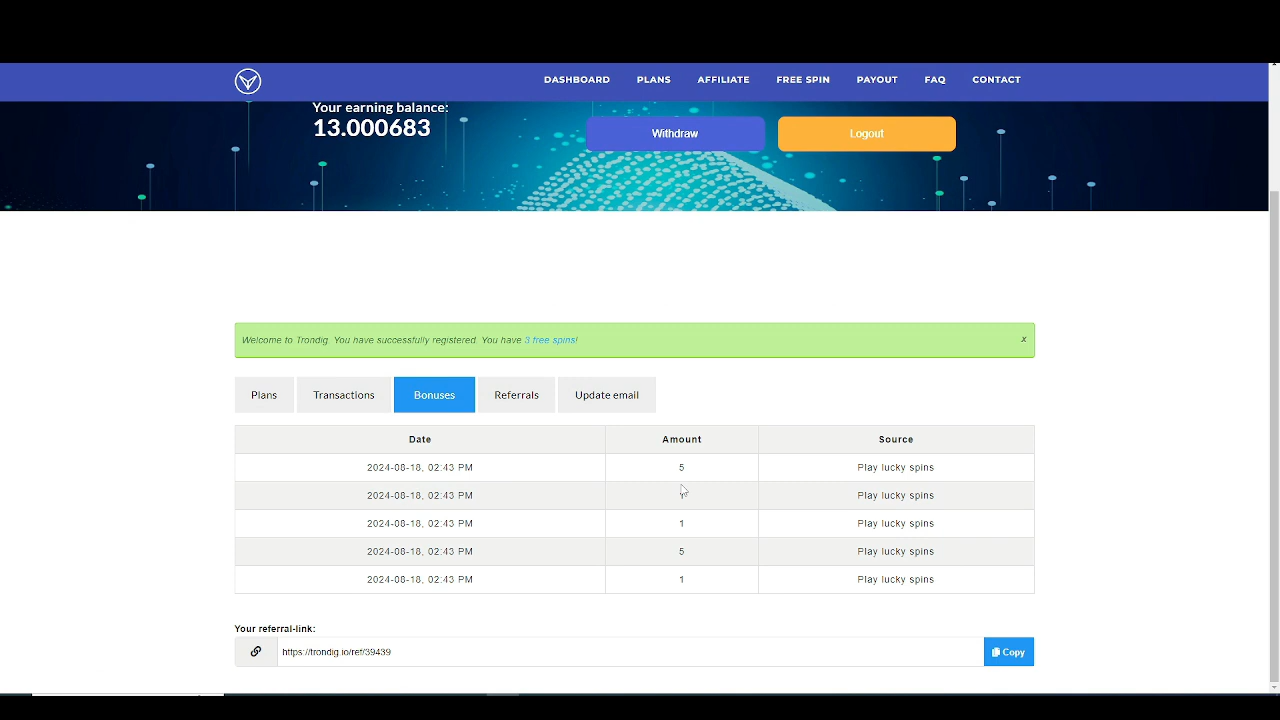 DASHBOARD PLANS AFFILIATE FREE SPIN PAYOUT FAQ CONTACT
Your earning balance:
13.000683
Withdraw Logout
Welcome to Trondig. You have successfully registered. You have 3 free spins!
x
Plans Transactions Bonuses Referrals Update email
Date Amount Source
2024-08-18, 02:43 PM 5 Play lucky spins
2024-08-18, 02:43 PM Play lucky spins
2024-08-18, 02:43 PM 1 Play lucky spins
2024-08-18, 02:43 PM 5 Play lucky spins
2024-08-18, 02:43 PM 1 Play lucky spins
Your referral-link:
https://trondig.io/ref/39439 Copy